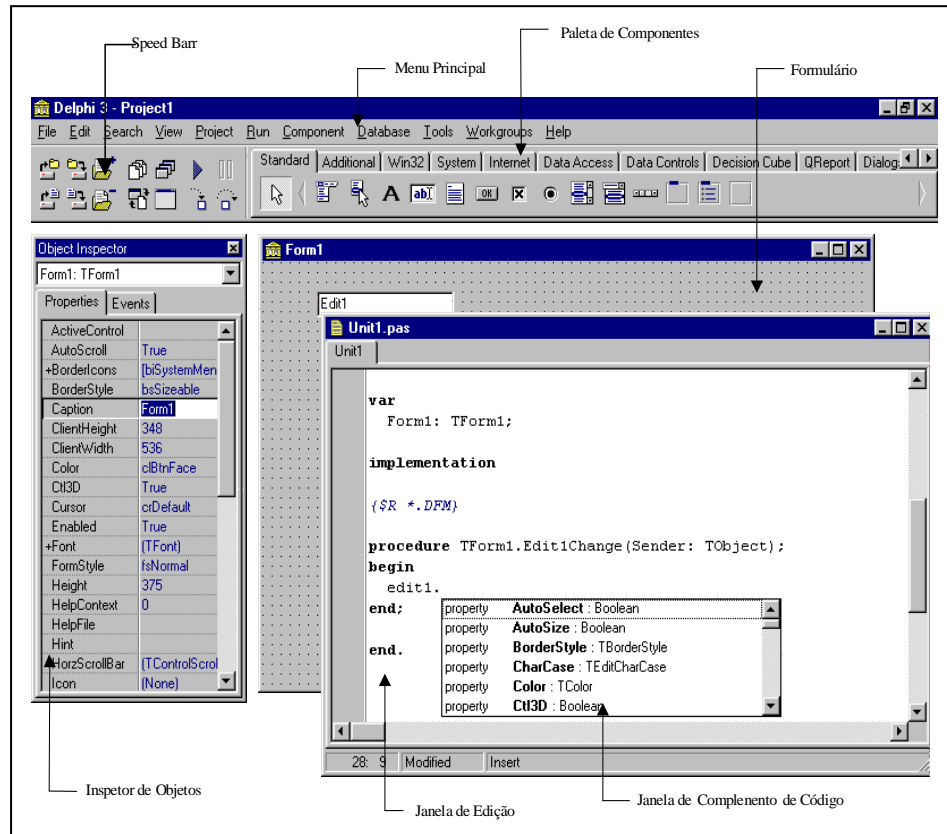 Speed Barr
Paleta de Componentes
Menu Principal
Formulário
Delphi 3 - Project1
File Edit Search View Project Run Component Database Tools Workgroups Help
Standard Additional Win32 System Internet Data Access Data Controls Decision Cube QReport Dialog
A ab OK
Object Inspector
Form1: TForm1
Properties Events
ActiveControl
AutoScroll True
+BorderIcons [biSystemMen
BorderStyle bsSizeable
Caption Form1
ClientHeight 348
ClientWidth 536
Color clBtnFace
Ctl3D True
Cursor crDefault
Enabled True
+Font (TFont)
FormStyle fsNormal
Height 375
HelpContext 0
HelpFile
Hint
HorzScrollBar (TControlScrol
Icon (None)
Form1
Edit1
Unit1.pas
Unit1
var
Form1: TForm1;
implementation
{$R *.DFM}
procedure TForm1.Edit1Change(Sender: TObject);
begin
edit1.
end;
end.
property AutoSelect : Boolean
property AutoSize : Boolean
property BorderStyle : TBorderStyle
property CharCase : TEditCharCase
property Color : TColor
property Ctl3D : Boolean
28: 9 Modified Insert
Inspetor de Objetos
Janela de Edição
Janela de Complenento de Código